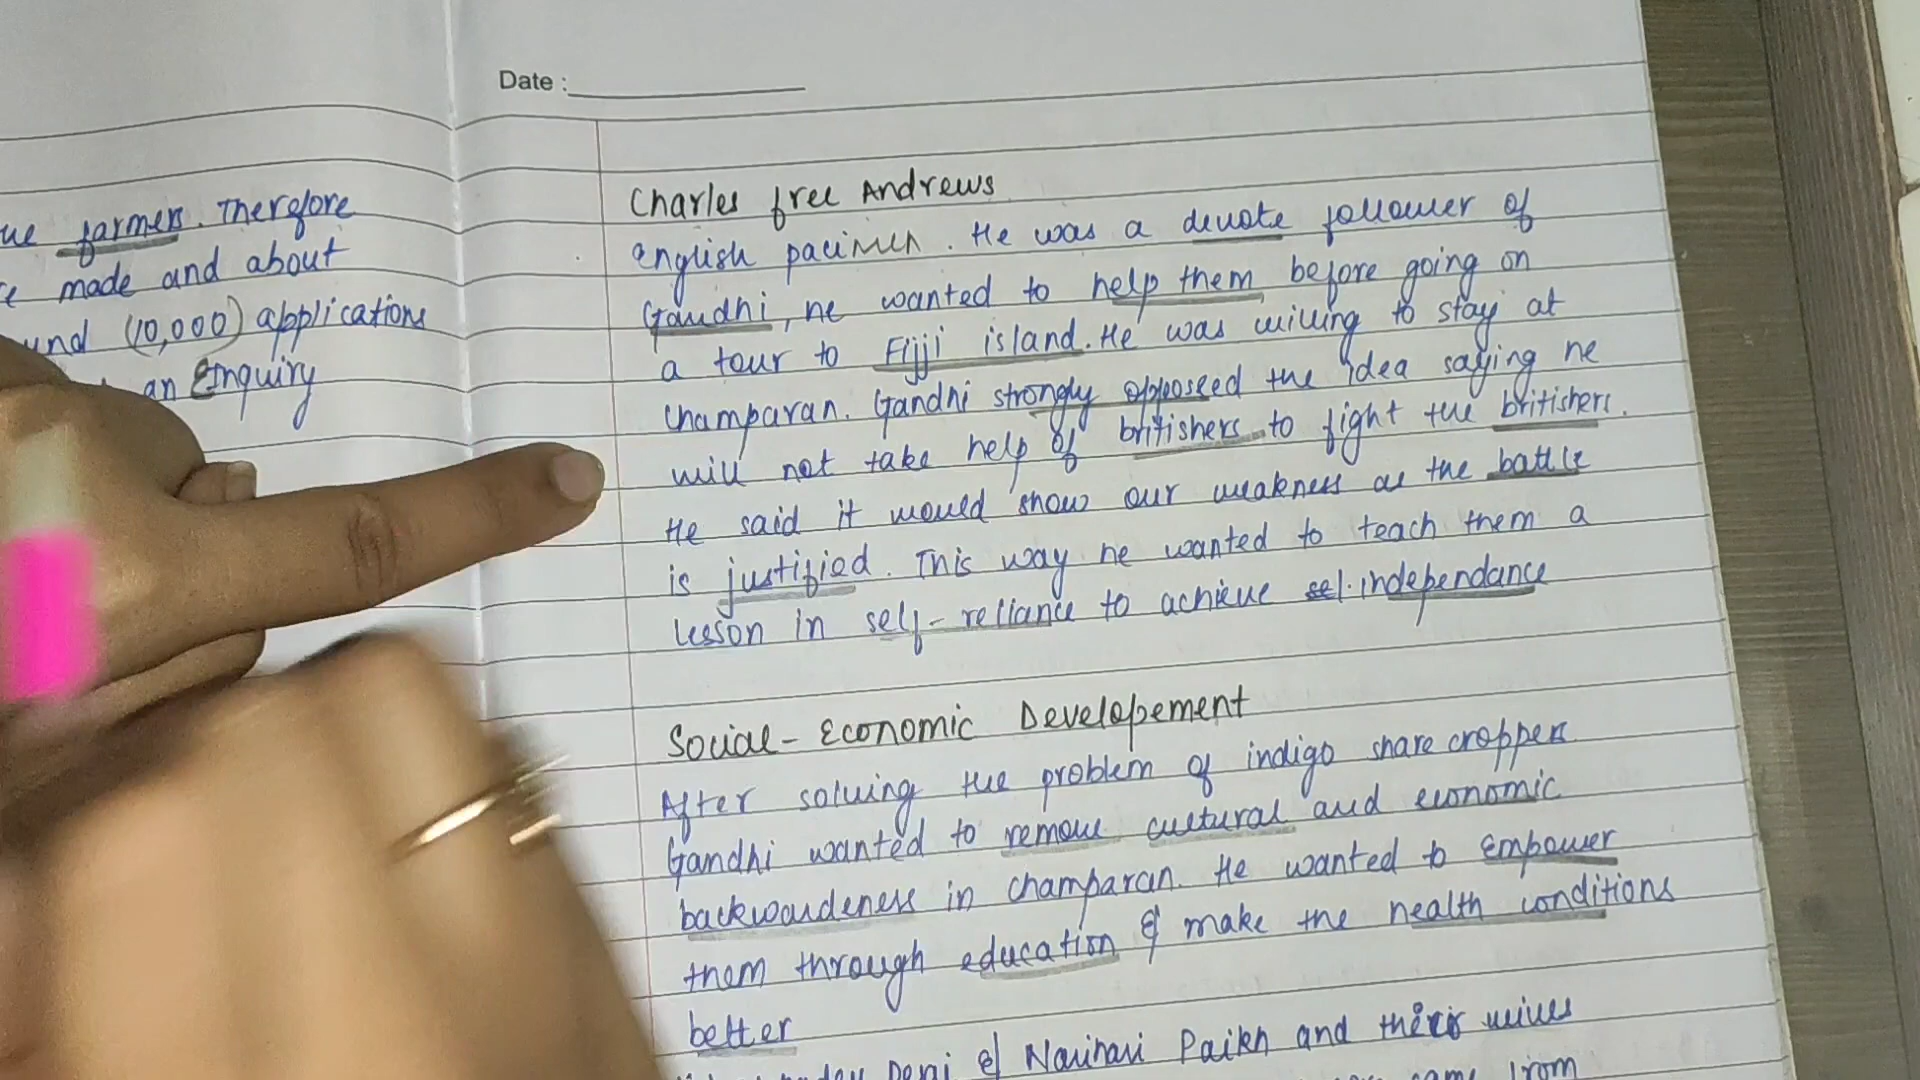 Date :
farmers. Therefore
made and about
(10,000) applications
an Enquiry
Charles free Andrews
english pacimen. He was a devote follower of
Gandhi, he wanted to help them before going on
a tour to Fijji island. He was willing to stay at
champaran. Gandhi strongly opposeed the idea saying he
will not take help of britishers to fight the britishers.
He said it would show our weakness as the battle
is justified. This way he wanted to teach them a
lesson in self-reliance to achieve independance
Social-Economic Developement
After solving the problem of indigo share croppers
Gandhi wanted to remove cultural and economic
backwardeness in champaran. He wanted to Empower
them through education & make the health conditions
better
Desai & Narihari Paikh and their wives
came from